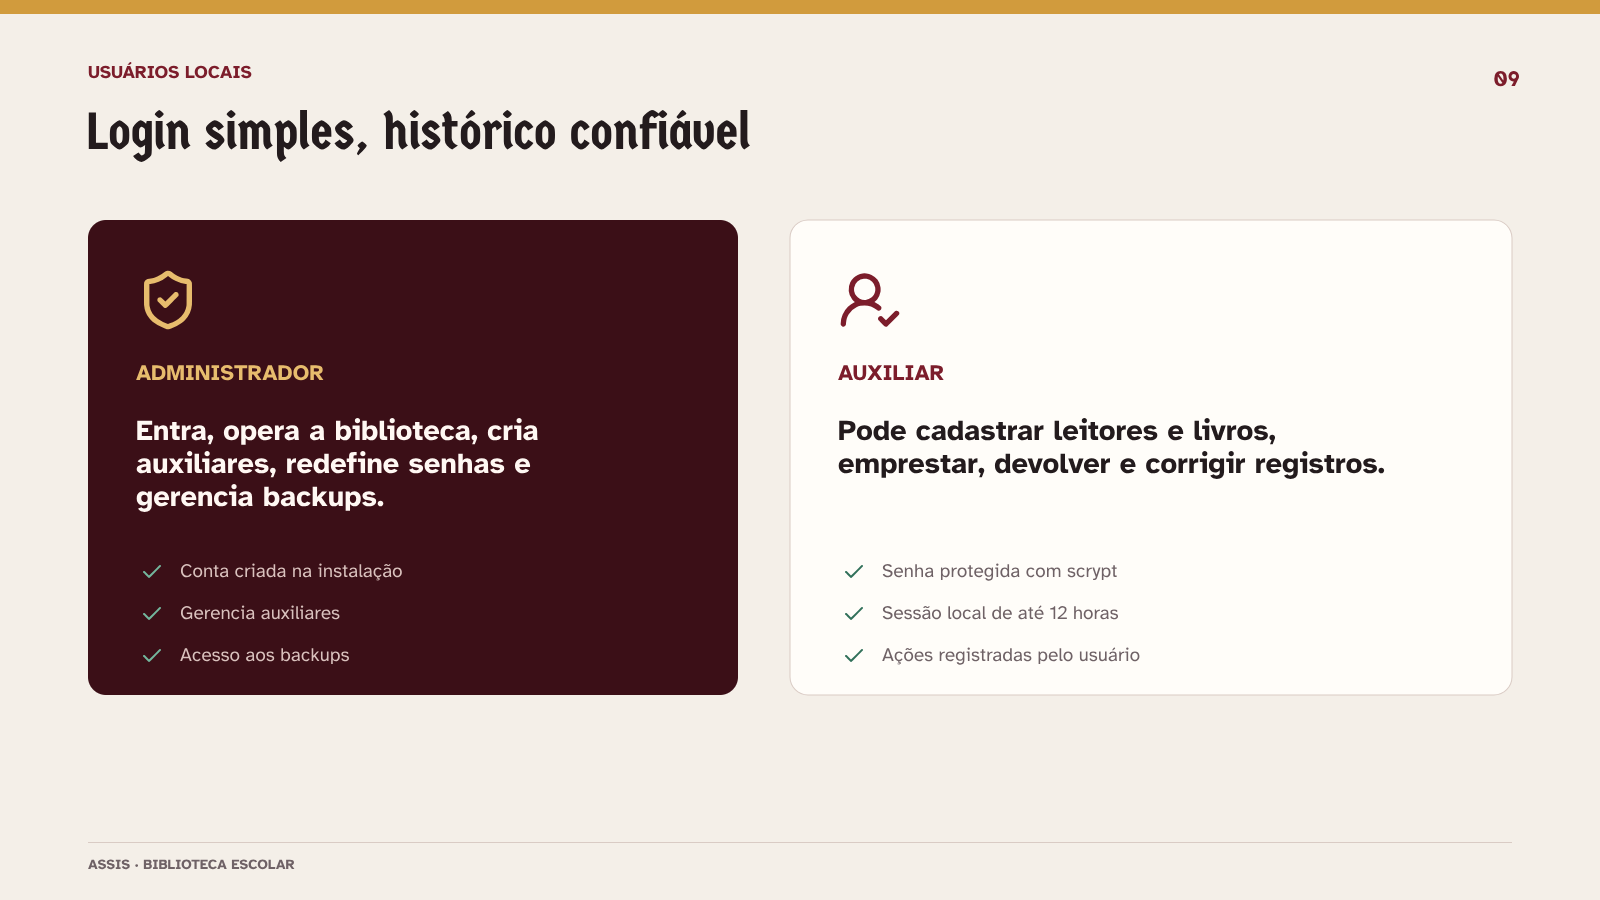 USUÁRIOS LOCAIS
09
Login simples, histórico confiável
ADMINISTRADOR
Entra, opera a biblioteca, cria
auxiliares, redefine senhas e
gerencia backups.
Conta criada na instalação
Gerencia auxiliares
Acesso aos backups
AUXILIAR
Pode cadastrar leitores e livros,
emprestar, devolver e corrigir registros.
Senha protegida com scrypt
Sessão local de até 12 horas
Ações registradas pelo usuário
ASSIS · BIBLIOTECA ESCOLAR